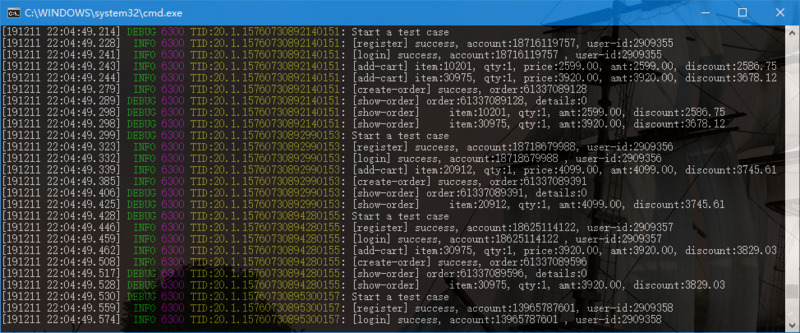 C:\WINDOWS\system32\cmd.exe
[191211 22:04:49.214] DEBUG 6300 TID:20.1.15760730892140151: Start a test case
[191211 22:04:49.228]  INFO 6300 TID:20.1.15760730892140151: [register] success, account:18716119757, user-id:2909355
[191211 22:04:49.241]  INFO 6300 TID:20.1.15760730892140151: [login] success, account:18716119757 , user-id:2909355
[191211 22:04:49.243]  INFO 6300 TID:20.1.15760730892140151: [add-cart] item:10201, qty:1, price:2599.00, amt:2599.00, discount:2586.75
[191211 22:04:49.244]  INFO 6300 TID:20.1.15760730892140151: [add-cart] item:30975, qty:1, price:3920.00, amt:3920.00, discount:3678.12
[191211 22:04:49.279]  INFO 6300 TID:20.1.15760730892140151: [create-order] success, order:61337089128
[191211 22:04:49.289] DEBUG 6300 TID:20.1.15760730892140151: [show-order] order:61337089128, details:0
[191211 22:04:49.298] DEBUG 6300 TID:20.1.15760730892140151: [show-order]     item:10201, qty:1, amt:2599.00, discount:2586.75
[191211 22:04:49.298] DEBUG 6300 TID:20.1.15760730892140151: [show-order]     item:30975, qty:1, amt:3920.00, discount:3678.12
[191211 22:04:49.299] DEBUG 6300 TID:20.1.15760730892990153: Start a test case
[191211 22:04:49.323]  INFO 6300 TID:20.1.15760730892990153: [register] success, account:18718679988, user-id:2909356
[191211 22:04:49.332]  INFO 6300 TID:20.1.15760730892990153: [login] success, account:18718679988 , user-id:2909356
[191211 22:04:49.339]  INFO 6300 TID:20.1.15760730892990153: [add-cart] item:20912, qty:1, price:4099.00, amt:4099.00, discount:3745.61
[191211 22:04:49.385]  INFO 6300 TID:20.1.15760730892990153: [create-order] success, order:61337089391
[191211 22:04:49.406] DEBUG 6300 TID:20.1.15760730892990153: [show-order] order:61337089391, details:0
[191211 22:04:49.425] DEBUG 6300 TID:20.1.15760730892990153: [show-order]     item:20912, qty:1, amt:4099.00, discount:3745.61
[191211 22:04:49.428] DEBUG 6300 TID:20.1.15760730894280155: Start a test case
[191211 22:04:49.446]  INFO 6300 TID:20.1.15760730894280155: [register] success, account:18625114122, user-id:2909357
[191211 22:04:49.459]  INFO 6300 TID:20.1.15760730894280155: [login] success, account:18625114122 , user-id:2909357
[191211 22:04:49.462]  INFO 6300 TID:20.1.15760730894280155: [add-cart] item:30975, qty:1, price:3920.00, amt:3920.00, discount:3829.03
[191211 22:04:49.508]  INFO 6300 TID:20.1.15760730894280155: [create-order] success, order:61337089596
[191211 22:04:49.517] DEBUG 6300 TID:20.1.15760730894280155: [show-order] order:61337089596, details:0
[191211 22:04:49.528] DEBUG 6300 TID:20.1.15760730894280155: [show-order]     item:30975, qty:1, amt:3920.00, discount:3829.03
[191211 22:04:49.530] DEBUG 6300 TID:20.1.15760730895300157: Start a test case
[191211 22:04:49.559]  INFO 6300 TID:20.1.15760730895300157: [register] success, account:13965787601, user-id:2909358
[191211 22:04:49.574]  INFO 6300 TID:20.1.15760730895300157: [login] success, account:13965787601 , user-id:2909358